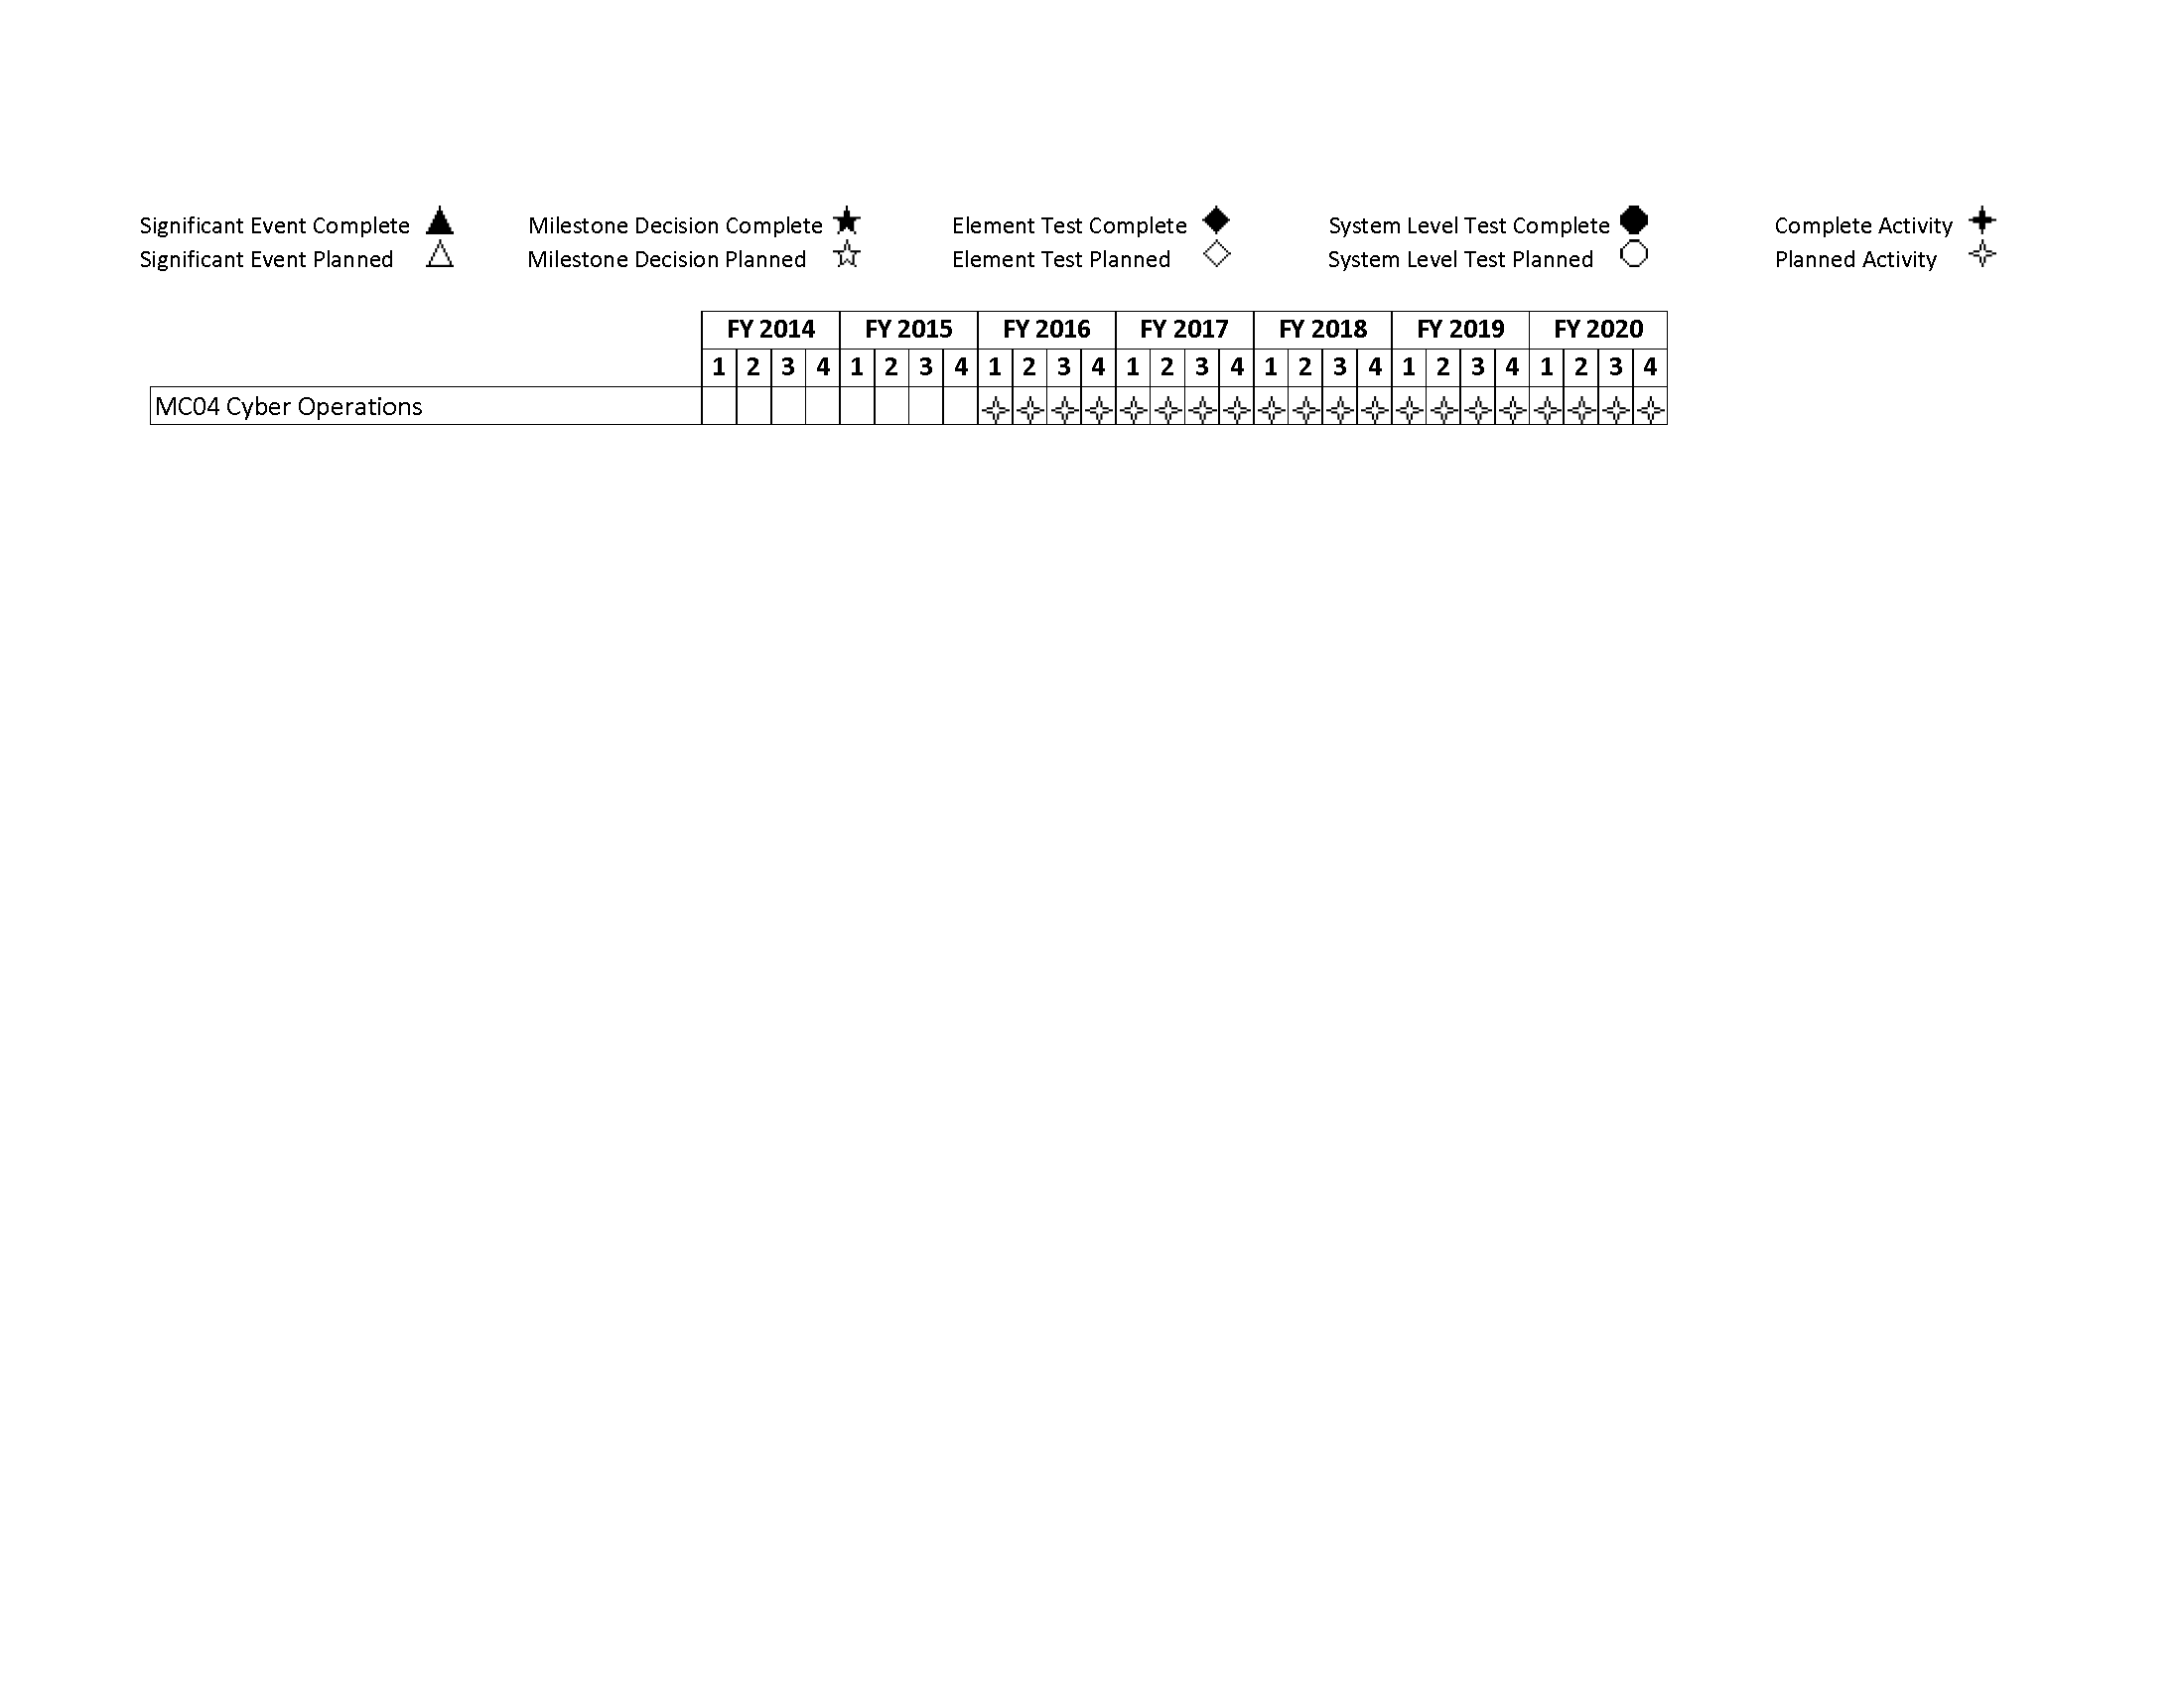 Significant Event Complete Milestone Decision Complete Element Test Complete System Level Test Complete Complete Activity
Significant Event Planned Milestone Decision Planned Element Test Planned System Level Test Planned Planned Activity
FY 2014 FY 2015 FY 2016 FY 2017 FY 2018 FY 2019 FY 2020
1 2 3 4 1 2 3 4 1 2 3 4 1 2 3 4 1 2 3 4 1 2 3 4 1 2 3 4
MC04 Cyber Operations